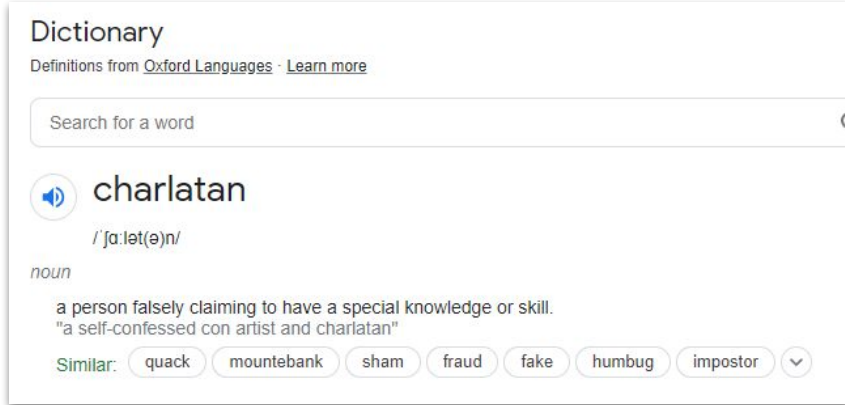 Dictionary
Definitions from Oxford Languages · Learn more
Search for a word
charlatan
/ˈʃɑːlət(ə)n/
noun
a person falsely claiming to have a special knowledge or skill.
"a self-confessed con artist and charlatan"
Similar: quack mountebank sham fraud fake humbug impostor